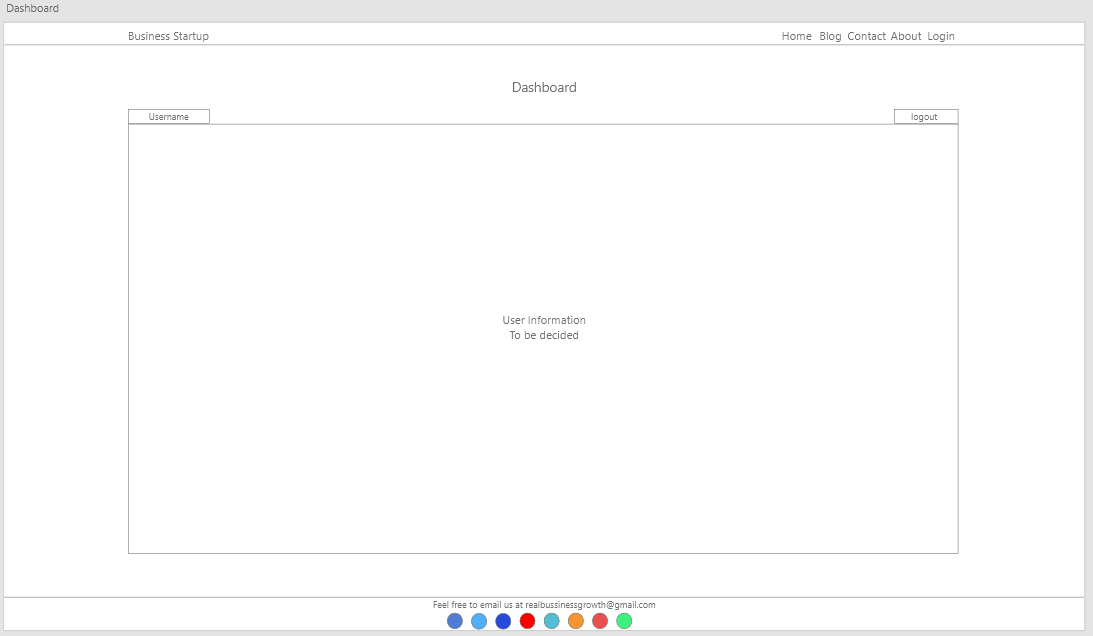 Dashboard
Business Startup Home Blog Contact About Login
Dashboard
Username logout
User Information
To be decided
Feel free to email us at realbussinessgrowth@gmail.com